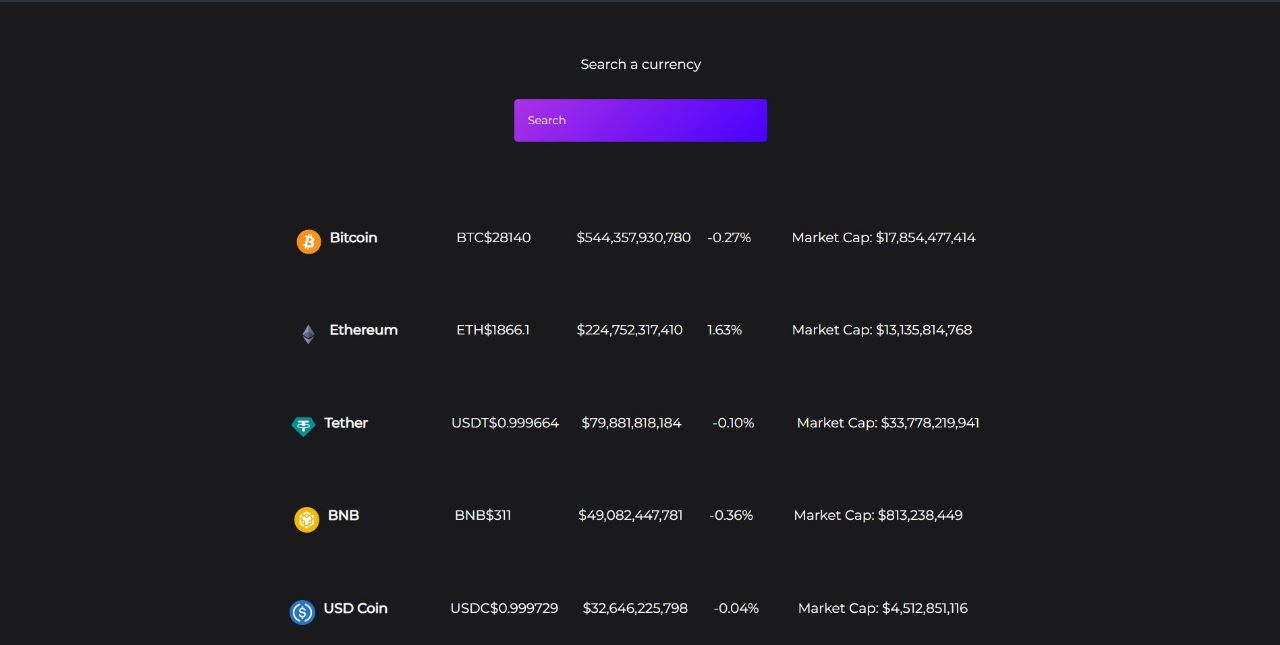 Search a currency
Search
Bitcoin BTC$28140 $544,357,930,780 -0.27% Market Cap: $17,854,477,414
Ethereum ETH$1866.1 $224,752,317,410 1.63% Market Cap: $13,135,814,768
Tether USDT$0.999664 $79,881,818,184 -0.10% Market Cap: $33,778,219,941
BNB BNB$311 $49,082,447,781 -0.36% Market Cap: $813,238,449
USD Coin USDC$0.999729 $32,646,225,798 -0.04% Market Cap: $4,512,851,116